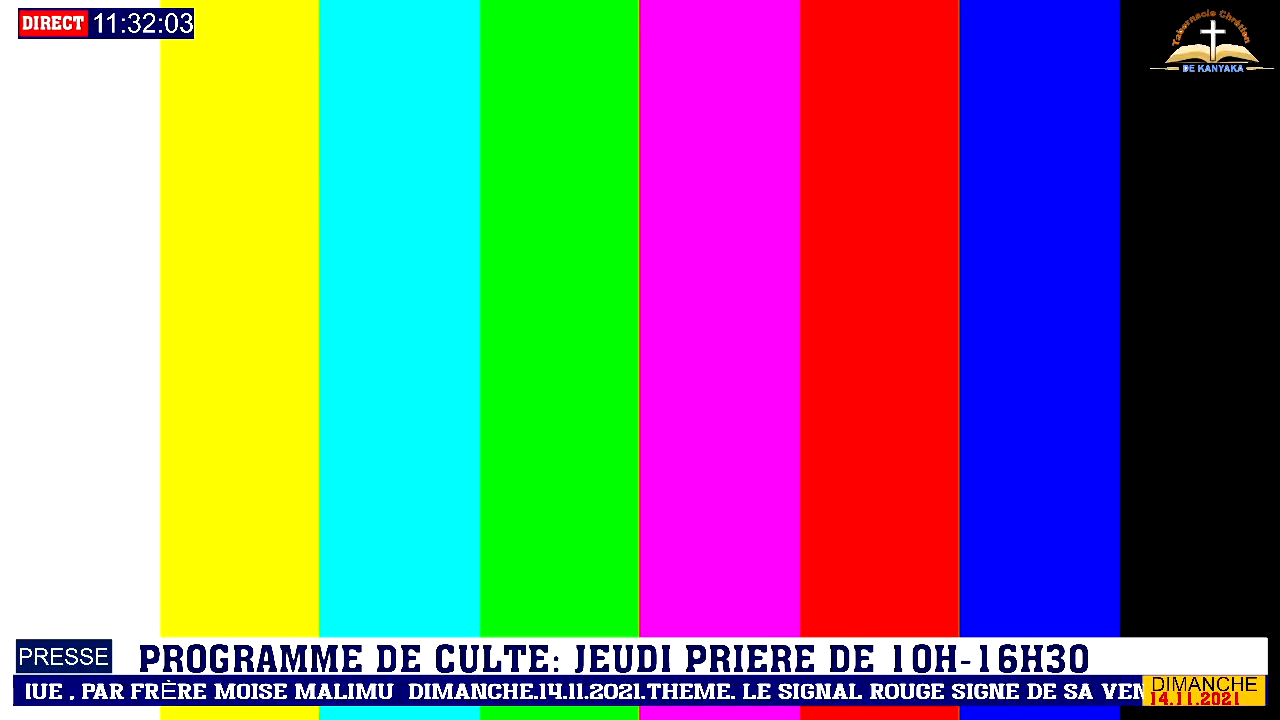 DIRECT 11:32:03
Tabernacle Chrétien
DE KANYAKA
PRESSE PROGRAMME DE CULTE: JEUDI PRIERE DE 10H-16H30
IUE , PAR FRÈRE MOISE MALIMU DIMANCHE.14.11.2021.THEME. LE SIGNAL ROUGE SIGNE DE SA VEN
DIMANCHE
14.11.2021